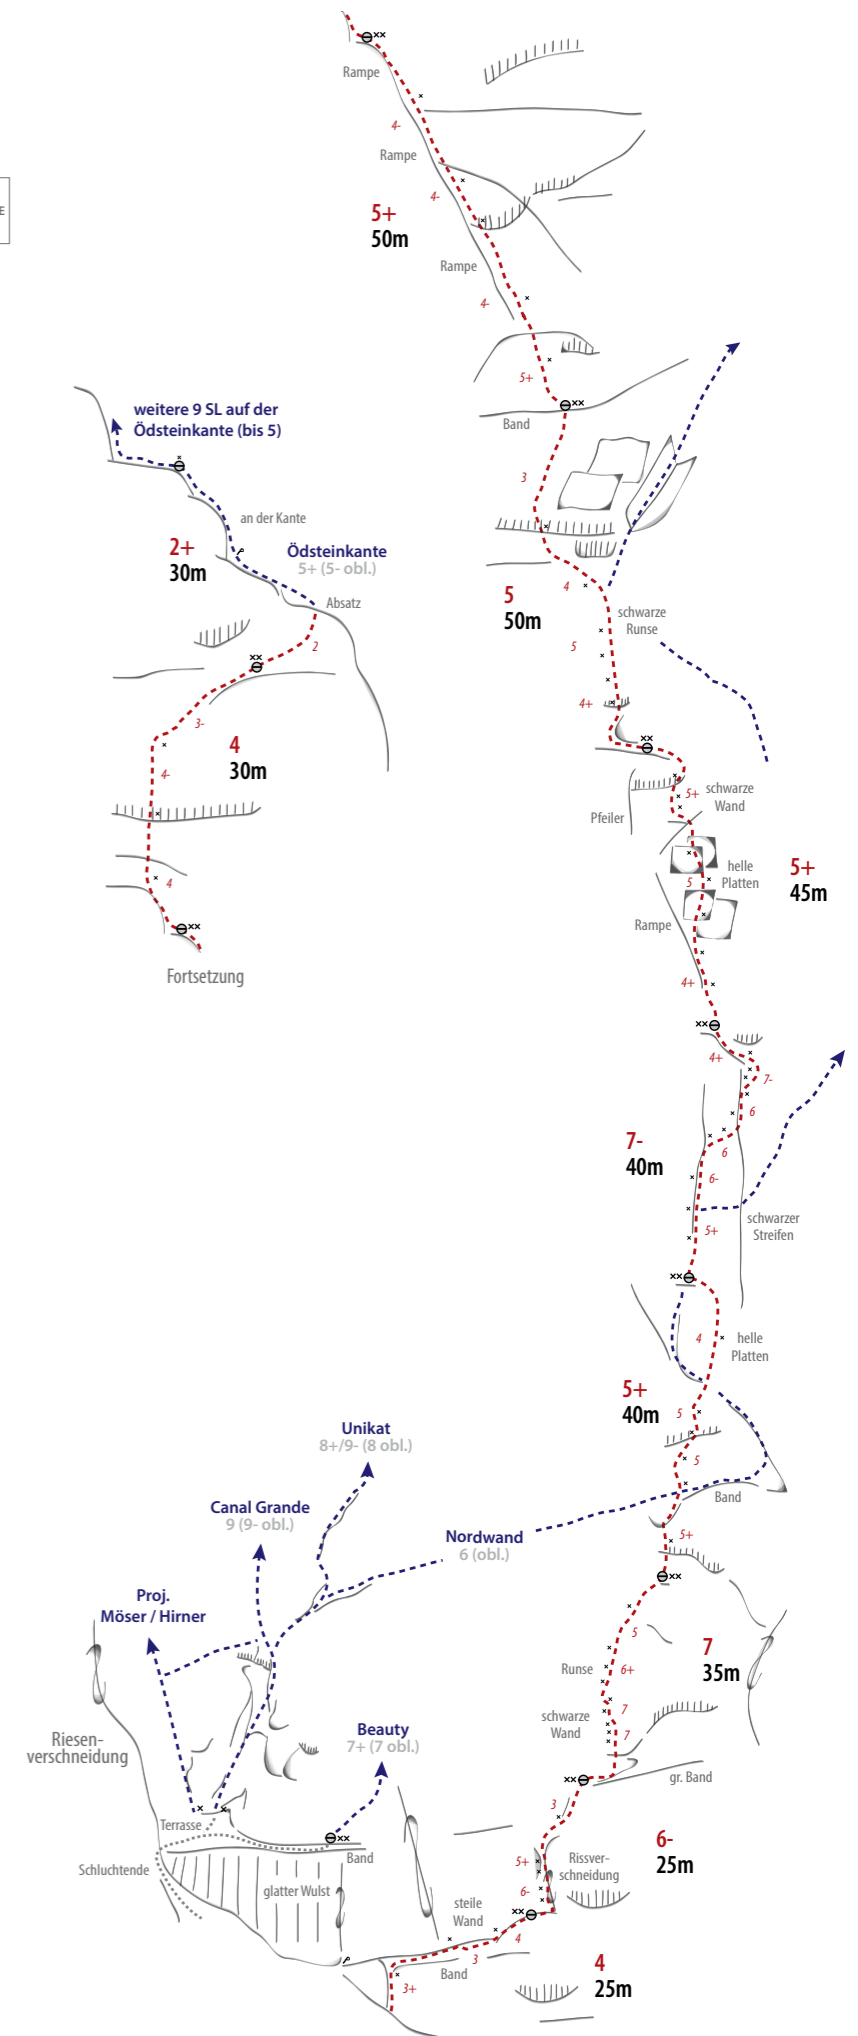 Rampe
4-
Rampe
4-
5+
50m
Rampe
4-
E
5+
Band
3
weitere 9 SL auf der
Ödsteinkante (bis 5)
an der Kante
2+
30m
Ödsteinkante
5+ (5- obl.)
Absatz
2
3-
4
30m
4-
4
Fortsetzung
4
5
50m
schwarze
Runse
5
4+
5+
schwarze
Wand
Pfeiler
helle
Platten
5
5+
45m
Rampe
4+
4+
7-
6
7-
40m
6
6-
5+
schwarzer
Streifen
4
helle
Platten
5+
40m
5
5
Band
5+
Unikat
8+/9- (8 obl.)
Canal Grande
9 (9- obl.)
Nordwand
6 (obl.)
Proj.
Möser / Hirner
5
7
35m
Runse
6+
schwarze
Wand
7
7
Riesen-
verschneidung
Beauty
7+ (7 obl.)
gr. Band
3
Terrasse
Schluchtende
Band
glatter Wulst
5+
Rissver-
schneidung
6-
6-
25m
steile
Wand
4
3
Band
3+
4
25m